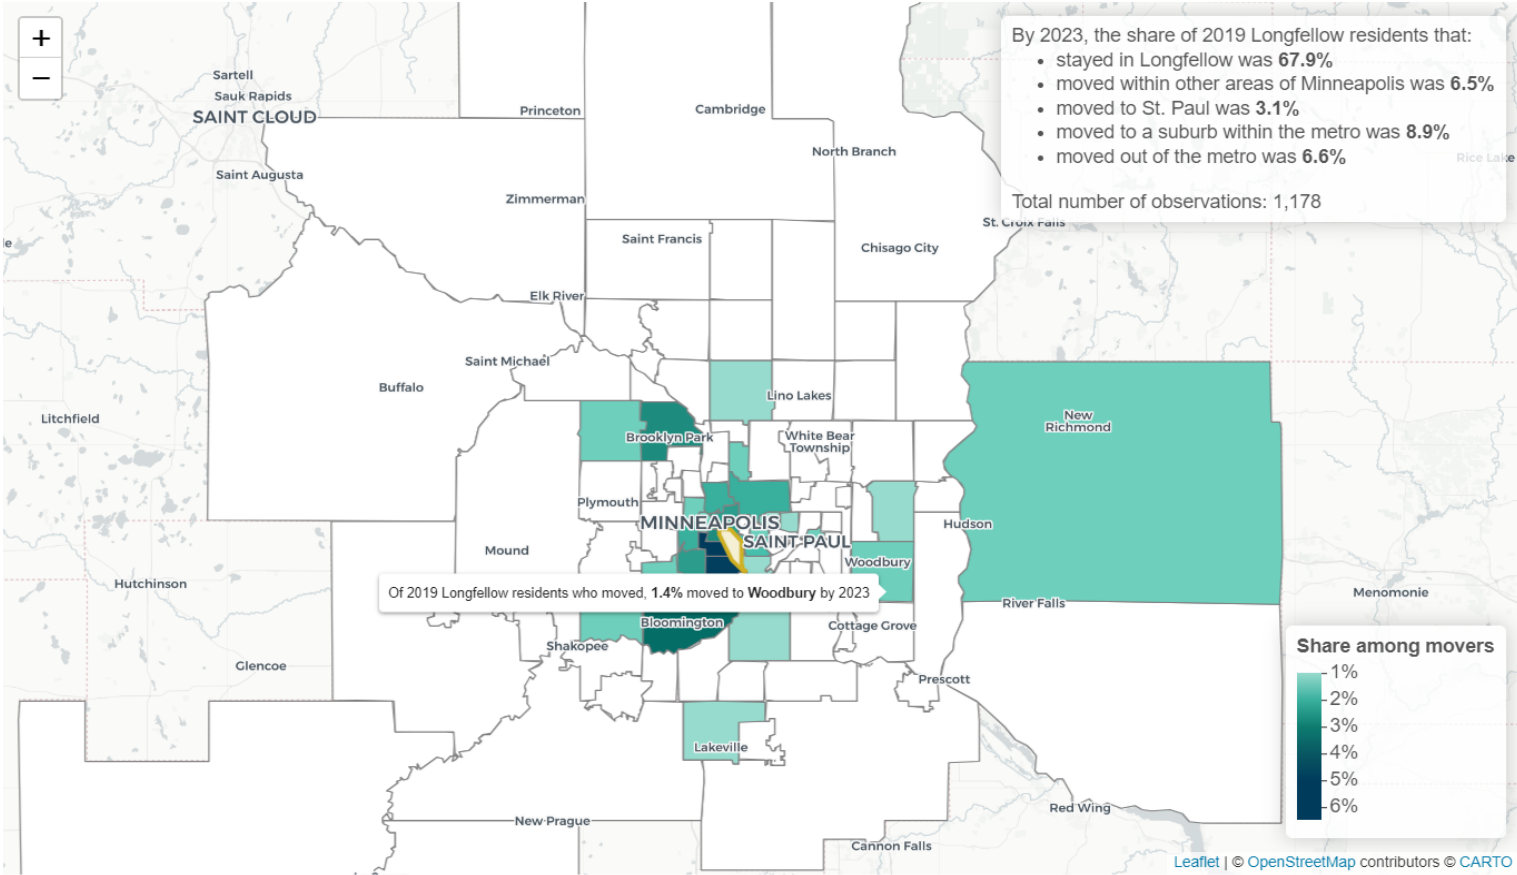 +
−
By 2023, the share of 2019 Longfellow residents that:
• stayed in Longfellow was 67.9%
• moved within other areas of Minneapolis was 6.5%
• moved to St. Paul was 3.1%
• moved to a suburb within the metro was 8.9%
• moved out of the metro was 6.6%
Total number of observations: 1,178
Sartell
Sauk Rapids
SAINT CLOUD
Princeton
Cambridge
North Branch
Rice Lake
Saint Augusta
Zimmerman
St. Croix Falls
Saint Francis
Chisago City
le
Elk River
Saint Michael
Buffalo
Lino Lakes
Litchfield
New
Richmond
Brooklyn Park
White Bear
Township
Plymouth
MINNEAPOLIS
Hudson
SAINT PAUL
Mound
Woodbury
Hutchinson
Of 2019 Longfellow residents who moved, 1.4% moved to Woodbury by 2023
Menomonie
River Falls
Bloomington
Cottage Grove
Shakopee
Glencoe
Prescott
Share among movers
1%
2%
3%
4%
5%
6%
Lakeville
Red Wing
New Prague
Cannon Falls
Leaflet | © OpenStreetMap contributors © CARTO